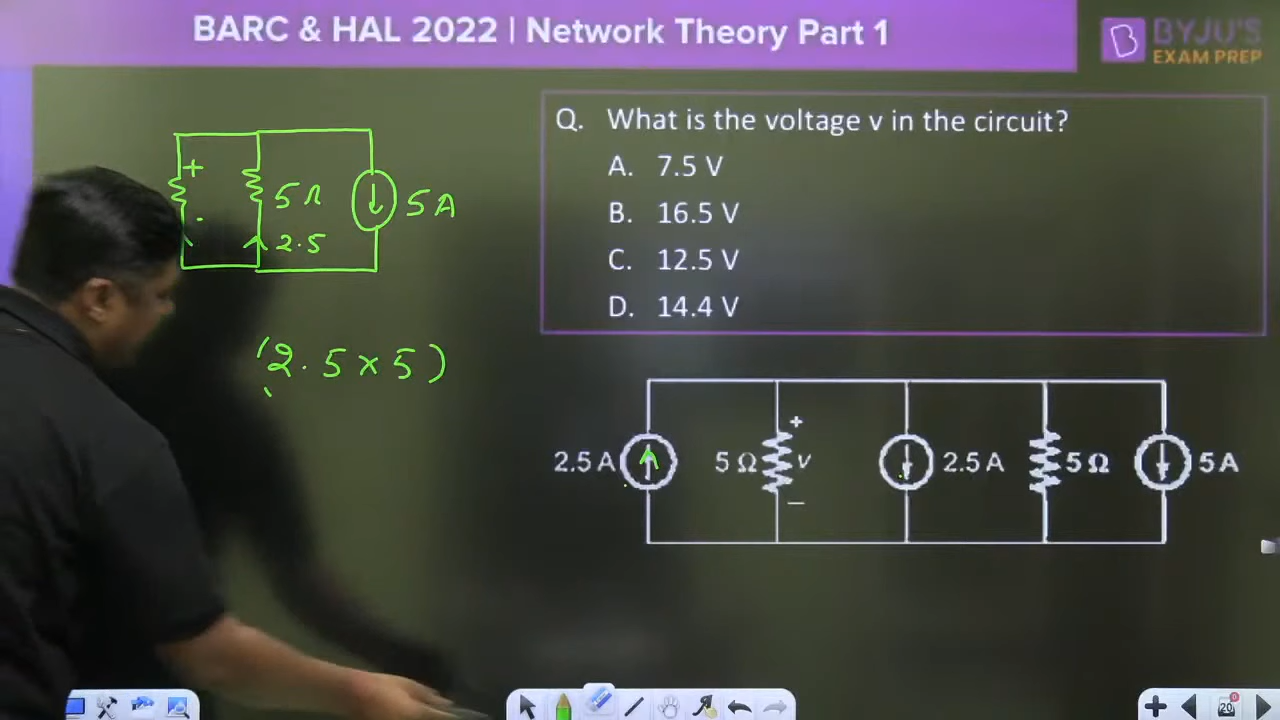 BARC & HAL 2022 | Network Theory Part 1
BYJU'S
EXAM PREP
Q. What is the voltage v in the circuit?
A. 7.5 V
B. 16.5 V
C. 12.5 V
D. 14.4 V
+
-
5Ω
2.5
5A
(2.5×5)
2.5 A
5 Ω
+
v
−
2.5 A
5 Ω
5 A
20